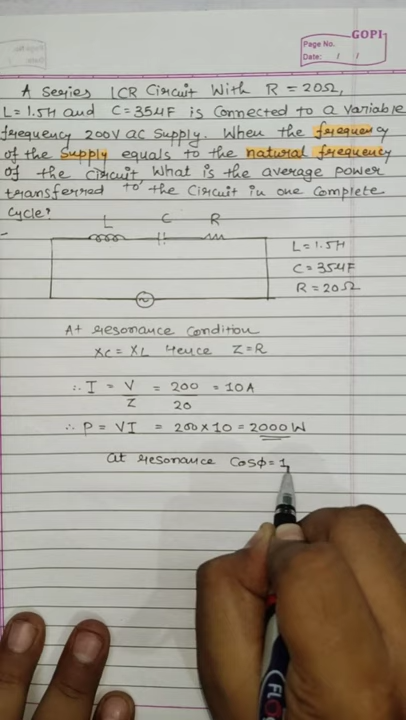 GOPI
Page No.
Date: / /
A Series LCR Circuit With R = 20Ω,
L = 1.5H and C = 35μF is Connected to a Variable
frequency 200V ac Supply. When the frequency
of the Supply equals to the natural frequency
of the circuit What is the average power
transferred to the Circuit in one Complete
Cycle?
L C R
L = 1.5H
C = 35μF
R = 20Ω
At resonance Condition
Xc = XL Hence Z = R
∴ I = V/Z = 200/20 = 10A
∴ P = VI = 200 × 10 = 2000 W
at resonance Cosϕ = 1